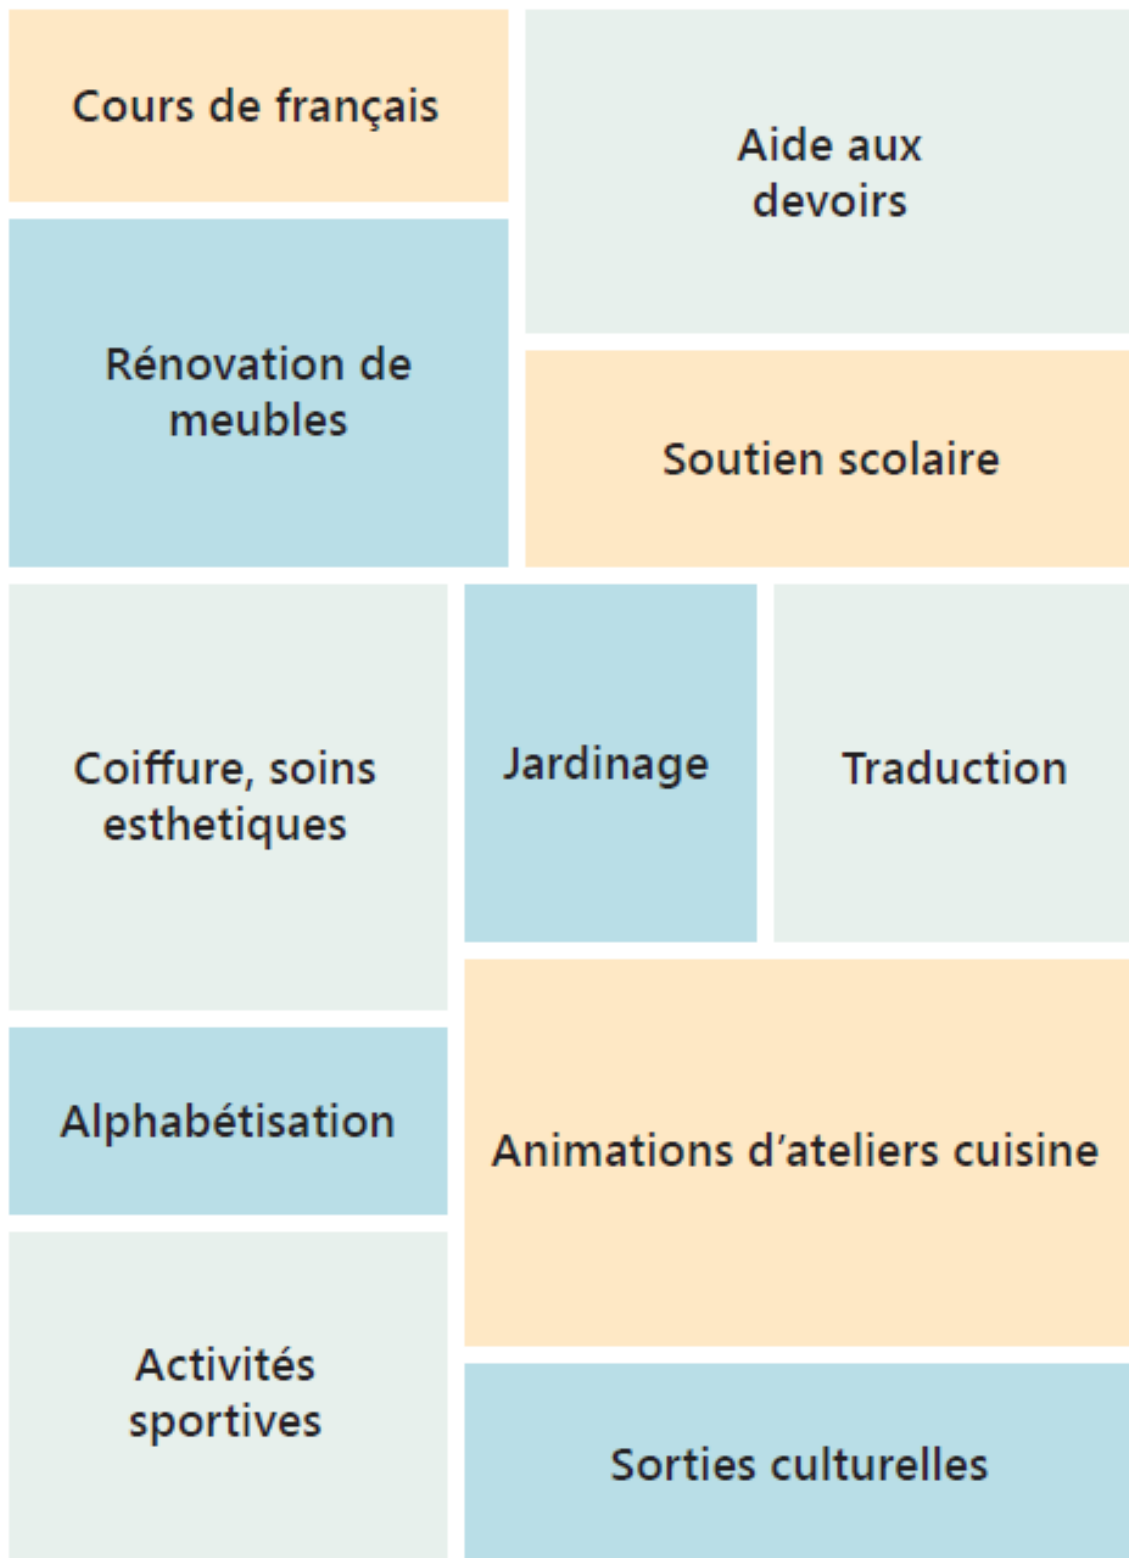 Cours de français
Aide aux
devoirs
Rénovation de
meubles
Soutien scolaire
Coiffure, soins
esthetiques
Jardinage
Traduction
Alphabétisation
Animations d’ateliers cuisine
Activités
sportives
Sorties culturelles